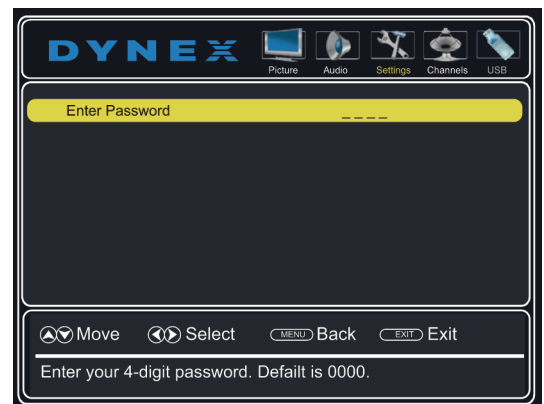 DYNEX
Picture Audio Settings Channels USB
Enter Password _ _ _ _
Move Select MENU Back EXIT Exit
Enter your 4-digit password. Defailt is 0000.